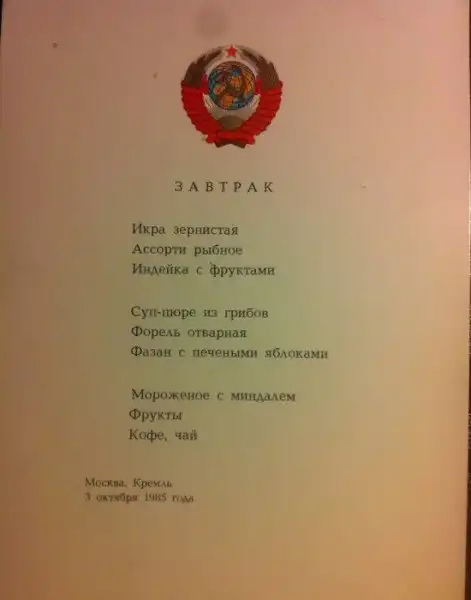 ЗАВТРАК
Икра зернистая
Ассорти рыбное
Индейка с фруктами
Суп-пюре из грибов
Форель отварная
Фазан с печеными яблоками
Мороженое с миндалем
Фрукты
Кофе, чай
Москва, Кремль
3 октября 1985 года